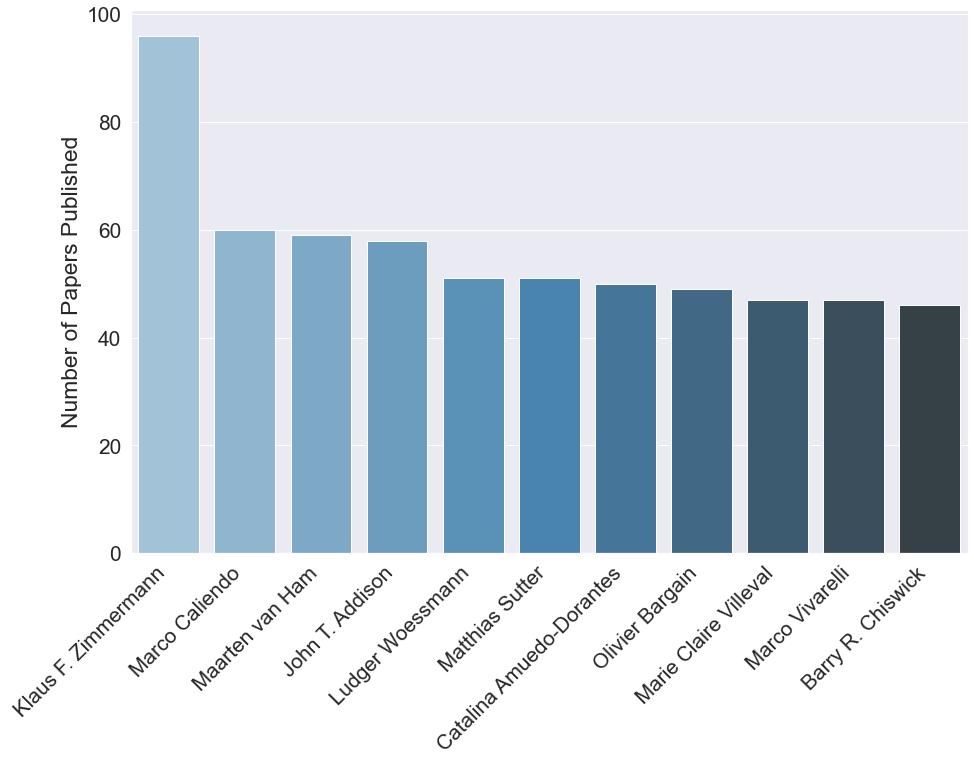 Number of Papers Published
100
80
60
40
20
0
Klaus F. Zimmermann
Marco Caliendo
Maarten van Ham
John T. Addison
Ludger Woessmann
Matthias Sutter
Catalina Amuedo-Dorantes
Olivier Bargain
Marie Claire Villeval
Marco Vivarelli
Barry R. Chiswick